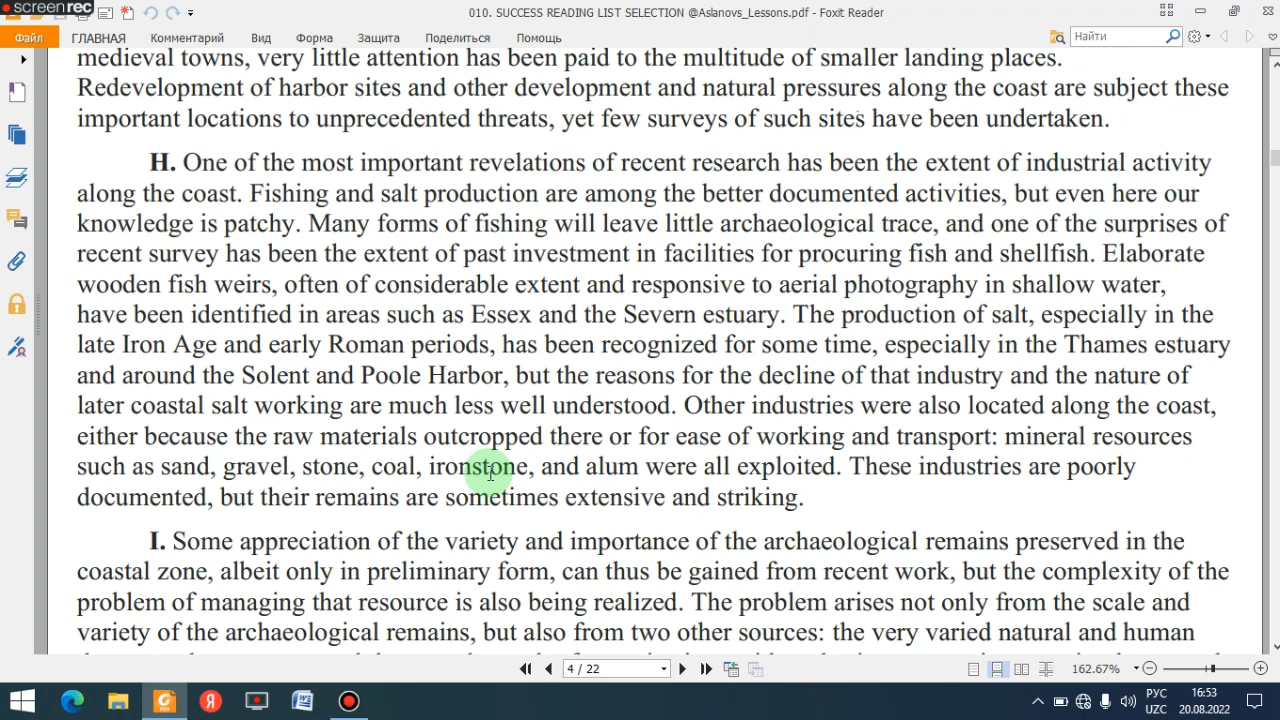 screenrec
010. SUCCESS READING LIST SELECTION @Aslanovs_Lessons.pdf - Foxit Reader
Файл ГЛАВНАЯ Комментарий Вид Форма Защита Поделиться Помощь Найти
medieval towns, very little attention has been paid to the multitude of smaller landing places.
Redevelopment of harbor sites and other development and natural pressures along the coast are subject these
important locations to unprecedented threats, yet few surveys of such sites have been undertaken.
H. One of the most important revelations of recent research has been the extent of industrial activity
along the coast. Fishing and salt production are among the better documented activities, but even here our
knowledge is patchy. Many forms of fishing will leave little archaeological trace, and one of the surprises of
recent survey has been the extent of past investment in facilities for procuring fish and shellfish. Elaborate
wooden fish weirs, often of considerable extent and responsive to aerial photography in shallow water,
have been identified in areas such as Essex and the Severn estuary. The production of salt, especially in the
late Iron Age and early Roman periods, has been recognized for some time, especially in the Thames estuary
and around the Solent and Poole Harbor, but the reasons for the decline of that industry and the nature of
later coastal salt working are much less well understood. Other industries were also located along the coast,
either because the raw materials outcropped there or for ease of working and transport: mineral resources
such as sand, gravel, stone, coal, ironstone, and alum were all exploited. These industries are poorly
documented, but their remains are sometimes extensive and striking.
I. Some appreciation of the variety and importance of the archaeological remains preserved in the
coastal zone, albeit only in preliminary form, can thus be gained from recent work, but the complexity of the
problem of managing that resource is also being realized. The problem arises not only from the scale and
variety of the archaeological remains, but also from two other sources: the very varied natural and human
4 / 22 162.67%
РУС 16:53
UZC 20.08.2022